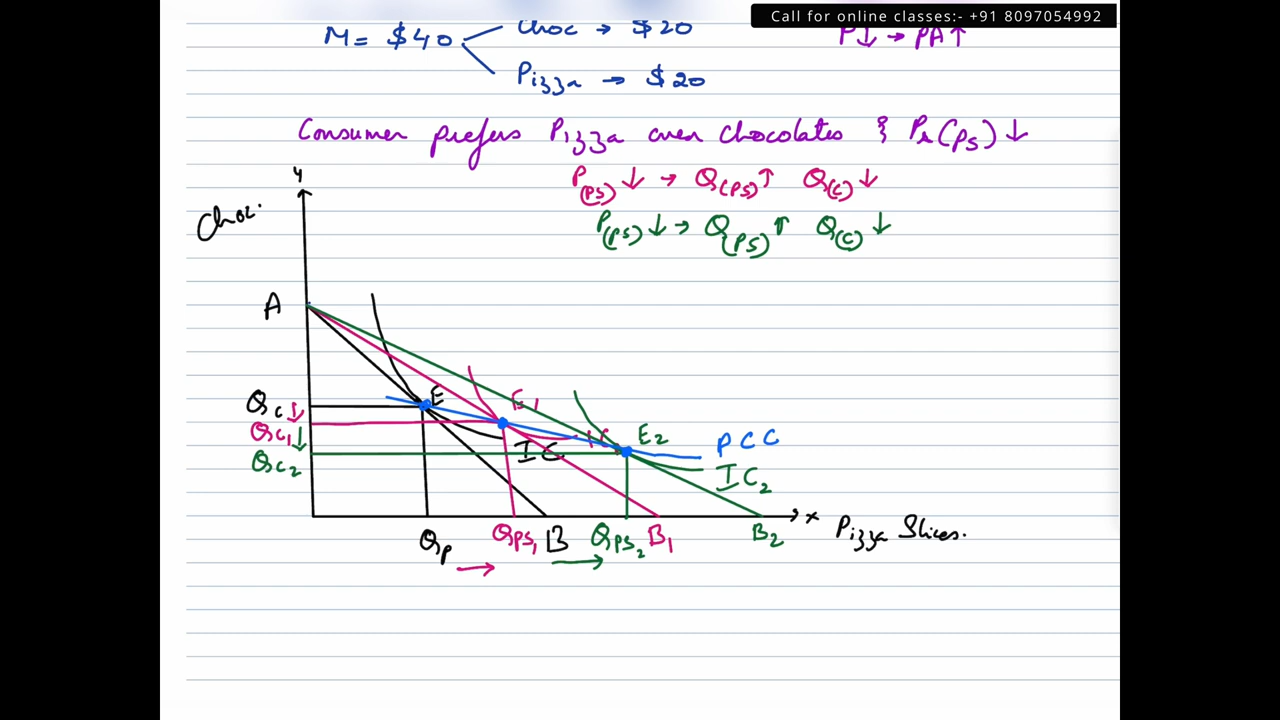 Call for online classes:- +91 8097054992
M = $40
Choc → $20
P↓ → PA↑
Pizza → $20
Consumer prefers Pizza over chocolates & Pr(PS) ↓
P(PS) ↓ → Q(PS)↑ Q(C)↓
P(PS) ↓ → Q(PS)↑ Q(C)↓
y
Choc.
A
E
E1
E2
Qc↓
Qc1↓
Qc2
IC
IC
PCC
IC2
x
Pizza Slices.
Qp
QPS1
B
QPS2
B1
B2